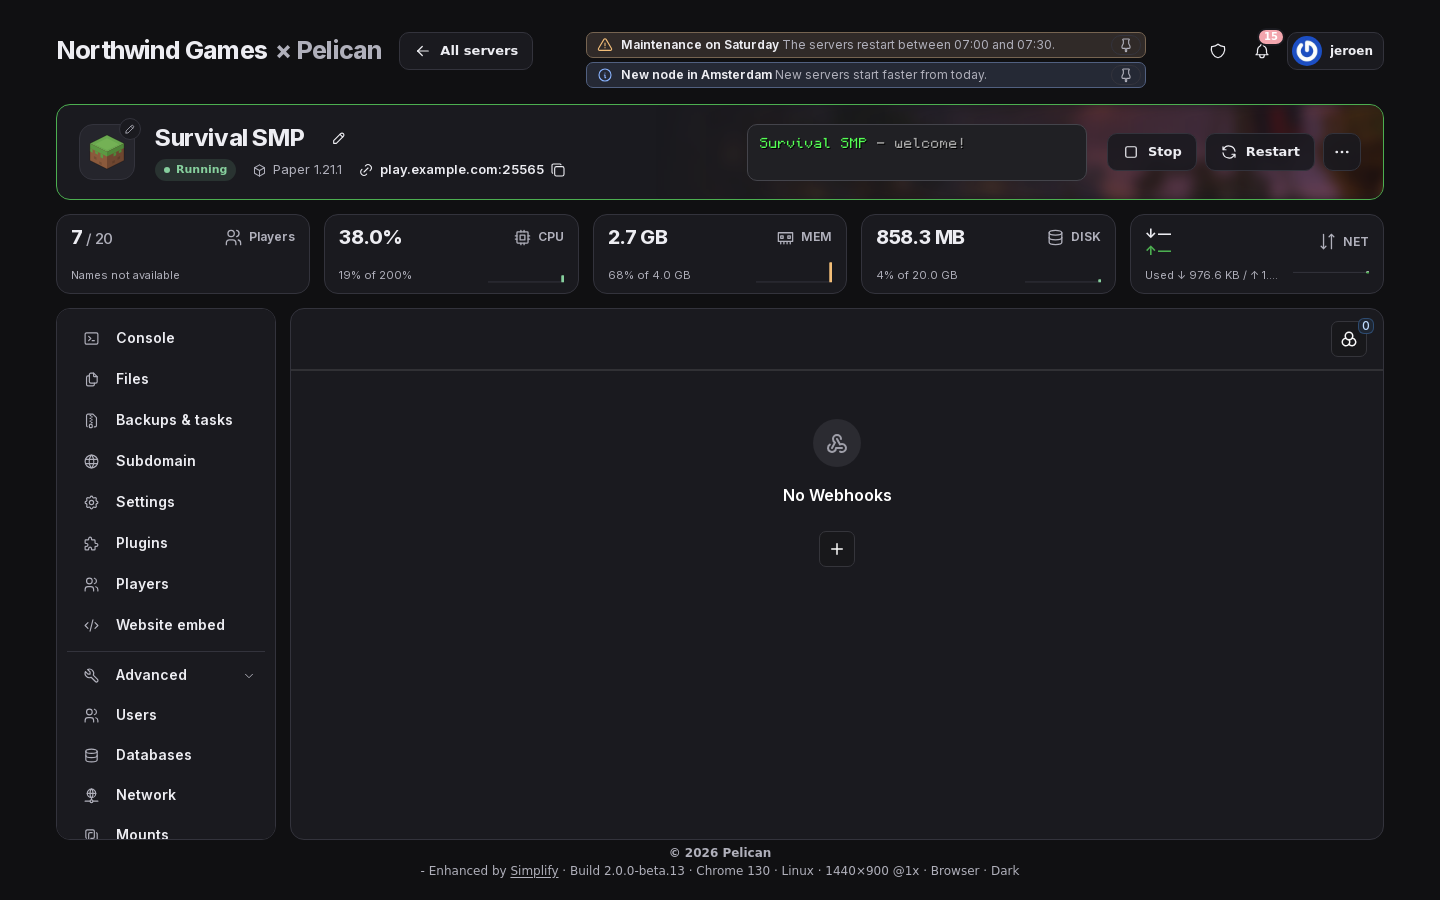 Northwind Games × Pelican
All servers
Maintenance on Saturday The servers restart between 07:00 and 07:30.
New node in Amsterdam New servers start faster from today.
15
jeroen
Survival SMP
Running
Paper 1.21.1
play.example.com:25565
Survival SMP - welcome!
Stop
Restart
7 / 20
Players
Names not available
38.0%
CPU
19% of 200%
2.7 GB
MEM
68% of 4.0 GB
858.3 MB
DISK
4% of 20.0 GB
↓—
↑—
NET
Used ↓ 976.6 KB / ↑ 1....
Console
Files
Backups & tasks
Subdomain
Settings
Plugins
Players
Website embed
Advanced
Users
Databases
Network
Mounts
0
No Webhooks
© 2026 Pelican
- Enhanced by Simplify · Build 2.0.0-beta.13 · Chrome 130 · Linux · 1440×900 @1x · Browser · Dark